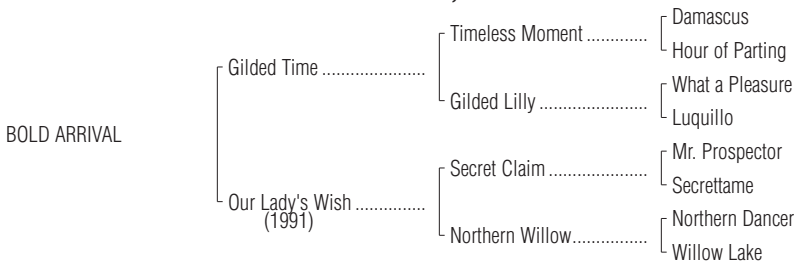 Damascus
Timeless Moment .............
Hour of Parting
Gilded Time ......................
What a Pleasure
Gilded Lilly .......................
Luquillo
BOLD ARRIVAL
Mr. Prospector
Secret Claim .....................
Secrettame
Our Lady's Wish ...............
(1991)
Northern Dancer
Northern Willow................
Willow Lake